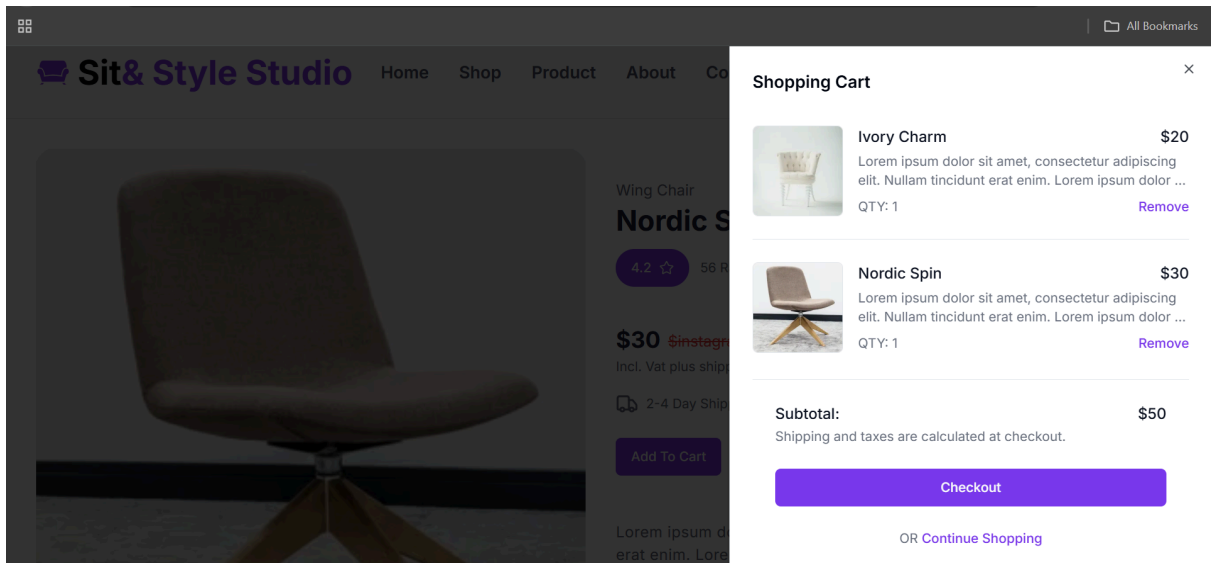 All Bookmarks
Sit& Style Studio
Home
Shop
Product
About
Co
Wing Chair
Nordic S
4.2
56 R
$30 $instagr
Incl. Vat plus shipp
2-4 Day Ship
Add To Cart
Lorem ipsum d
erat enim. Lore
Shopping Cart
Ivory Charm
$20
Lorem ipsum dolor sit amet, consectetur adipiscing
elit. Nullam tincidunt erat enim. Lorem ipsum dolor ...
QTY: 1
Remove
Nordic Spin
$30
Lorem ipsum dolor sit amet, consectetur adipiscing
elit. Nullam tincidunt erat enim. Lorem ipsum dolor ...
QTY: 1
Remove
Subtotal:
$50
Shipping and taxes are calculated at checkout.
Checkout
OR Continue Shopping